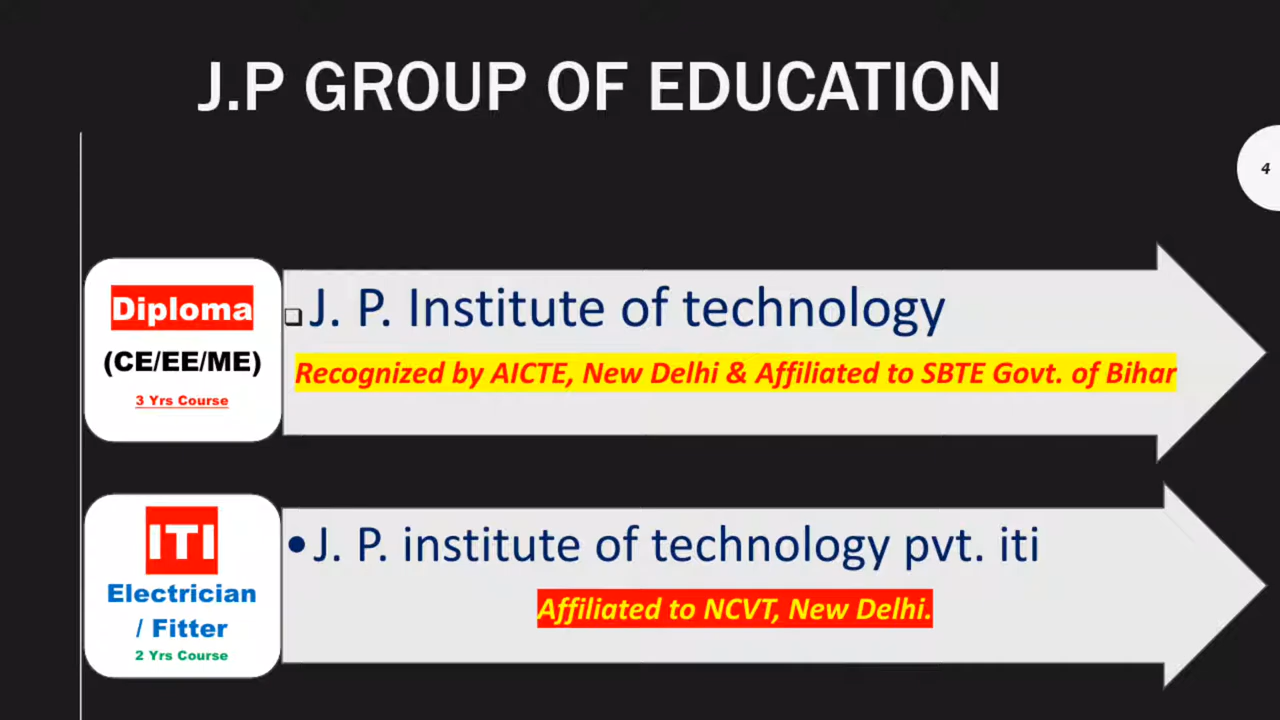 J.P GROUP OF EDUCATION
4
Diploma
(CE/EE/ME)
3 Yrs Course
J. P. Institute of technology
Recognized by AICTE, New Delhi & Affiliated to SBTE Govt. of Bihar
ITI
Electrician
/ Fitter
2 Yrs Course
•J. P. institute of technology pvt. iti
Affiliated to NCVT, New Delhi.